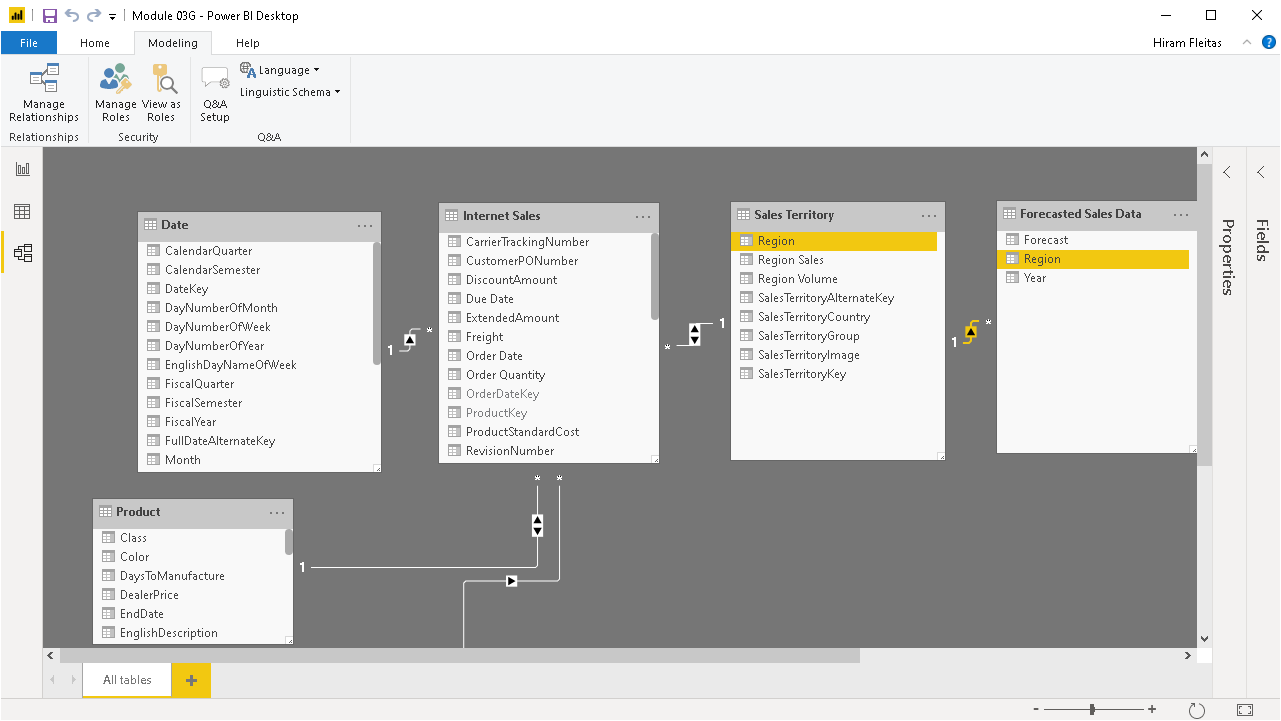 Module 03G - Power BI Desktop
File
Home
Modeling
Help
Hiram Fleitas
Manage
Relationships
Manage
Roles
View as
Roles
Q&A
Setup
Language
Linguistic Schema
Relationships
Security
Q&A
Date
CalendarQuarter
CalendarSemester
DateKey
DayNumberOfMonth
DayNumberOfWeek
DayNumberOfYear
EnglishDayNameOfWeek
FiscalQuarter
FiscalSemester
FiscalYear
FullDateAlternateKey
Month
1
*
Internet Sales
CarrierTrackingNumber
CustomerPONumber
DiscountAmount
Due Date
ExtendedAmount
Freight
Order Date
Order Quantity
OrderDateKey
ProductKey
ProductStandardCost
RevisionNumber
*
1
Sales Territory
Region
Region Sales
Region Volume
SalesTerritoryAlternateKey
SalesTerritoryCountry
SalesTerritoryGroup
SalesTerritoryImage
SalesTerritoryKey
1
*
Forecasted Sales Data
Forecast
Region
Year
Properties
Fields
* *
Product
Class
Color
DaysToManufacture
DealerPrice
EndDate
EnglishDescription
1
All tables
+
- +